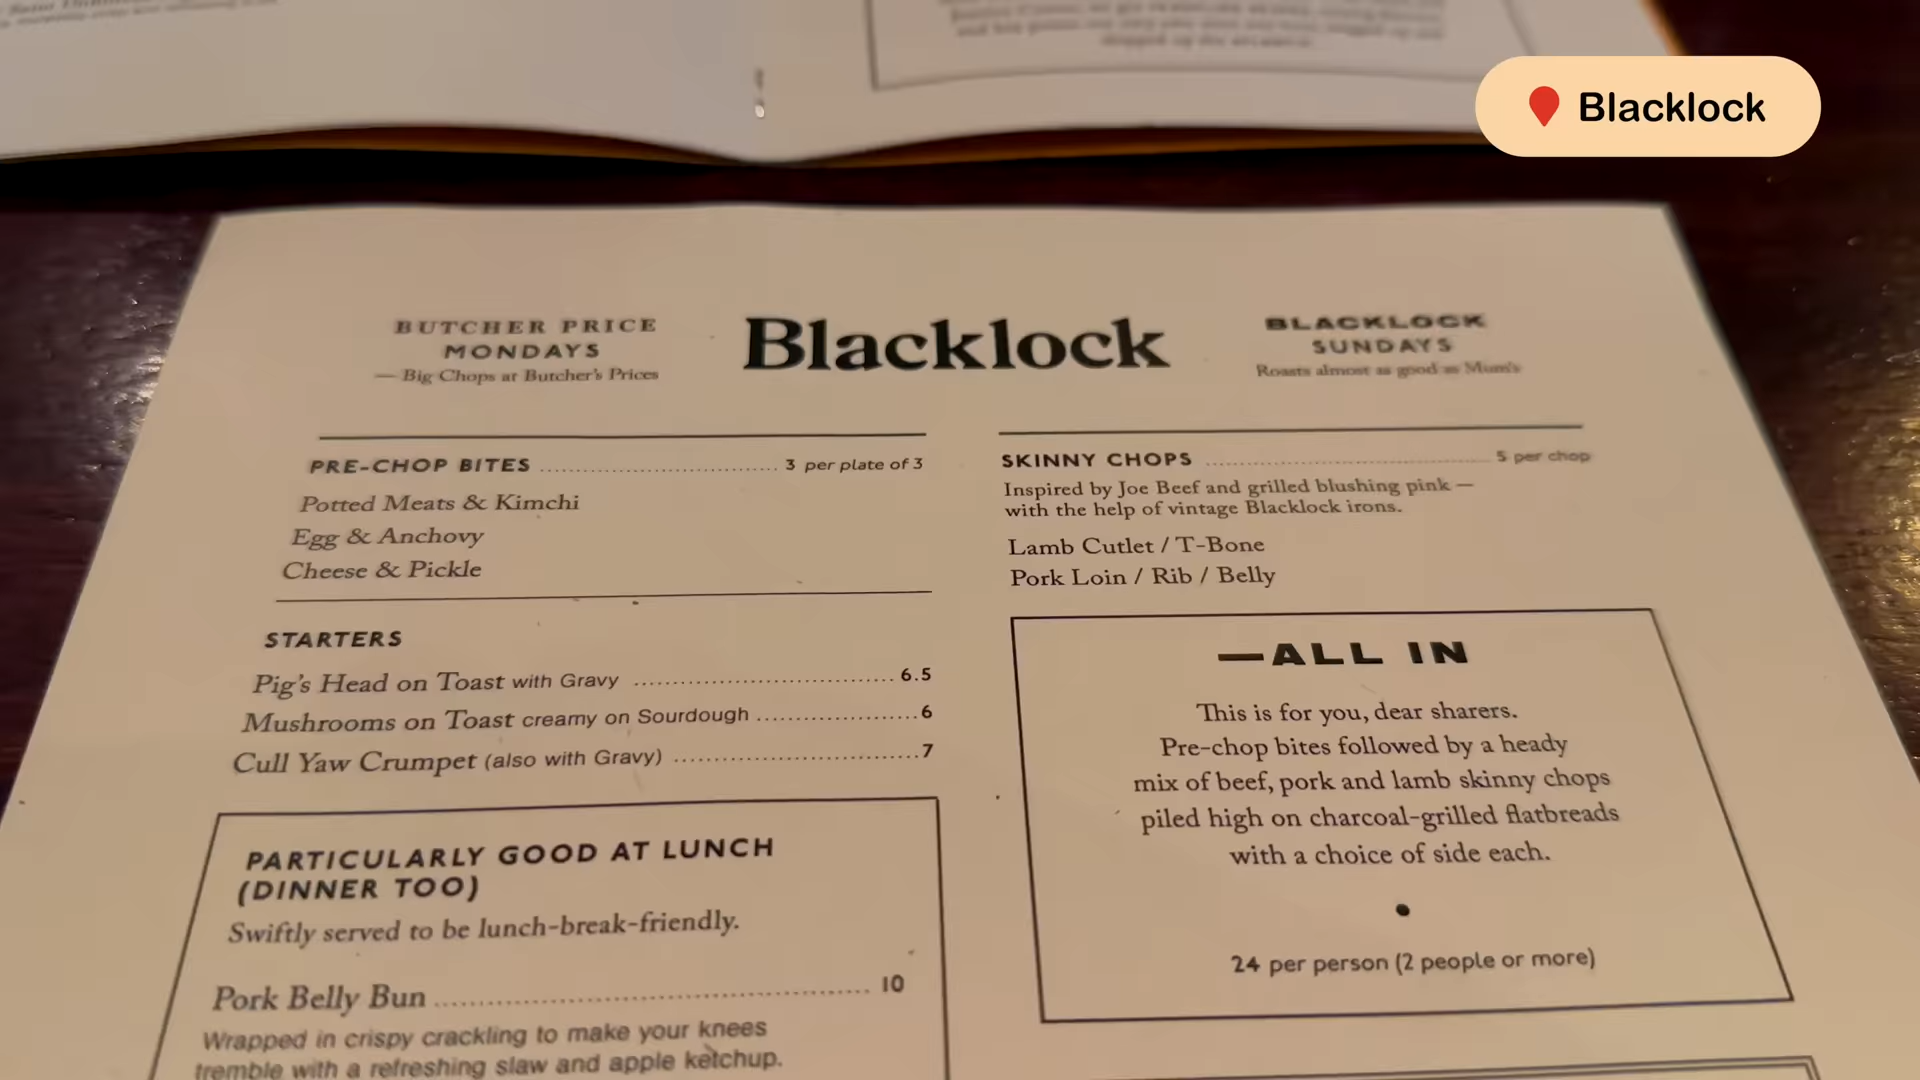 Blacklock
BUTCHER PRICE
MONDAYS
— Big Chops at Butcher's Prices
Blacklock
BLACKLOCK
SUNDAYS
Roasts almost as good as Mum's
PRE-CHOP BITES ........ 3 per plate of 3
Potted Meats & Kimchi
Egg & Anchovy
Cheese & Pickle
STARTERS
Pig's Head on Toast with Gravy ........ 6.5
Mushrooms on Toast creamy on Sourdough ........ 6
Cull Yaw Crumpet (also with Gravy) ........ 7
PARTICULARLY GOOD AT LUNCH
(DINNER TOO)
Swiftly served to be lunch-break-friendly.
Pork Belly Bun ........ 10
Wrapped in crispy crackling to make your knees
tremble with a refreshing slaw and apple ketchup.
SKINNY CHOPS ........ 5 per chop
Inspired by Joe Beef and grilled blushing pink —
with the help of vintage Blacklock irons.
Lamb Cutlet / T-Bone
Pork Loin / Rib / Belly
—ALL IN
This is for you, dear sharers.
Pre-chop bites followed by a heady
mix of beef, pork and lamb skinny chops
piled high on charcoal-grilled flatbreads
with a choice of side each.
•
24 per person (2 people or more)